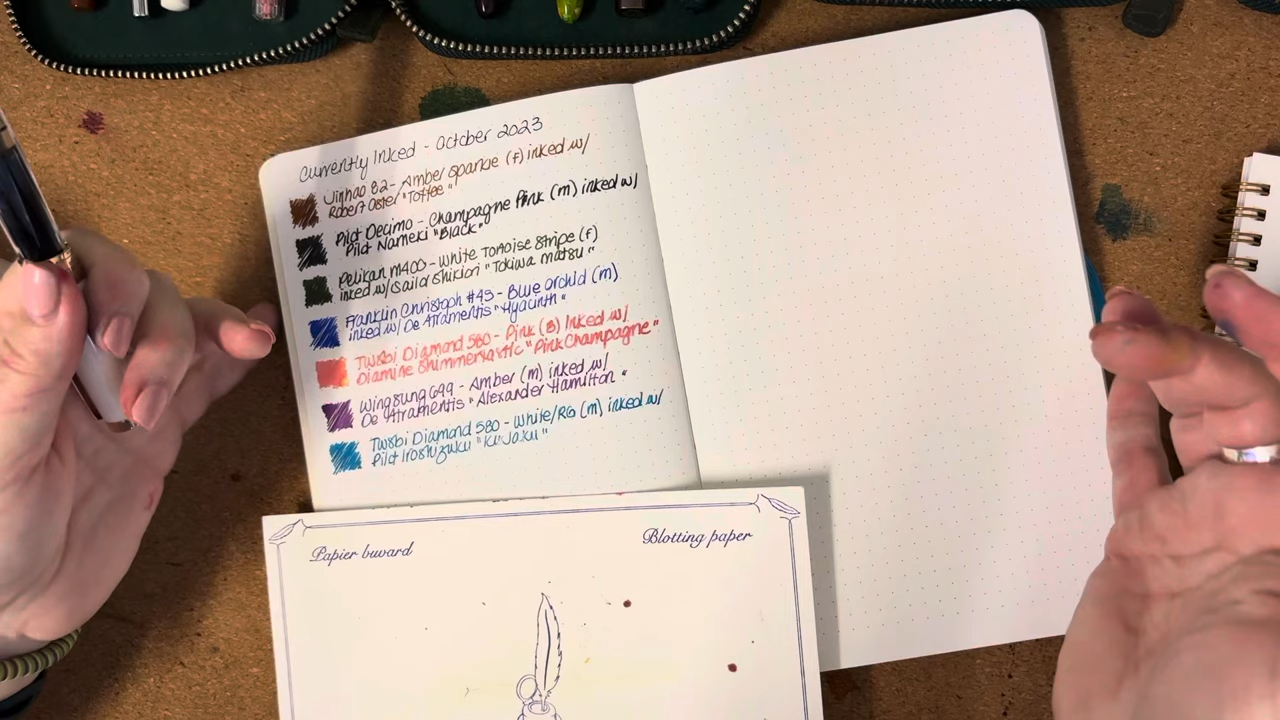 Currently Inked - October 2023
Jinhao 82 - Amber Sparkle (f) inked w/
Robert Oster "Toffee"
Pilot Decimo - Champagne Pink (m) inked w/
Pilot Namiki "Black"
Pelikan M400 - White Tortoise Stripe (f)
inked w/ Sailor Shikiori "Tokiwa Matsu"
Franklin Christoph #45 - Blue Orchid (m)
inked w/ De Atramentis "Hyacinth"
Twsbi Diamond 580 - Pink (B) Inked w/
Diamine Shimmertastic "Pink Champagne"
Wingsung 699 - Amber (m) inked w/
De Atramentis "Alexander Hamilton"
Twsbi Diamond 580 - White/RG (m) inked w/
Pilot Iroshizuku "Ku Jaku"
Papier buvard
Blotting paper